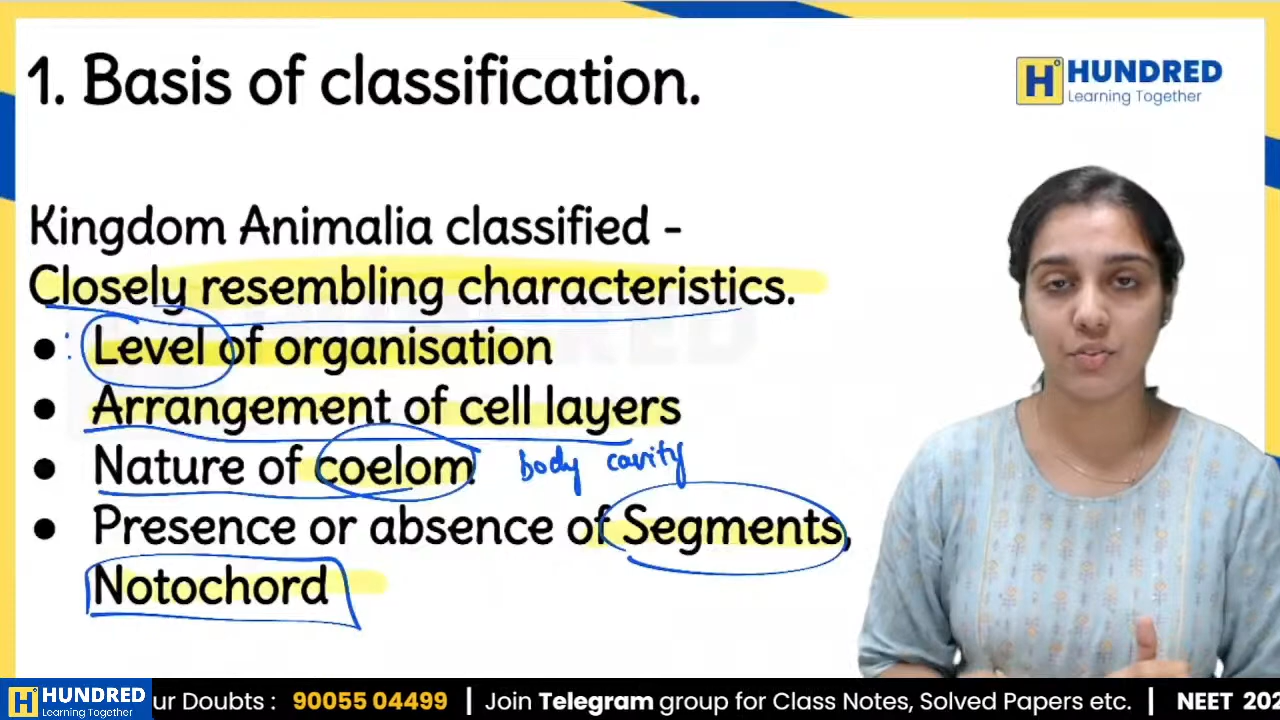 1. Basis of classification.
HUNDRED
Learning Together
Kingdom Animalia classified -
Closely resembling characteristics.
● Level of organisation
● Arrangement of cell layers
● Nature of coelom body cavity
● Presence or absence of Segments,
Notochord
HUNDRED
Learning Together
ur Doubts : 90055 04499 | Join Telegram group for Class Notes, Solved Papers etc. | NEET 202